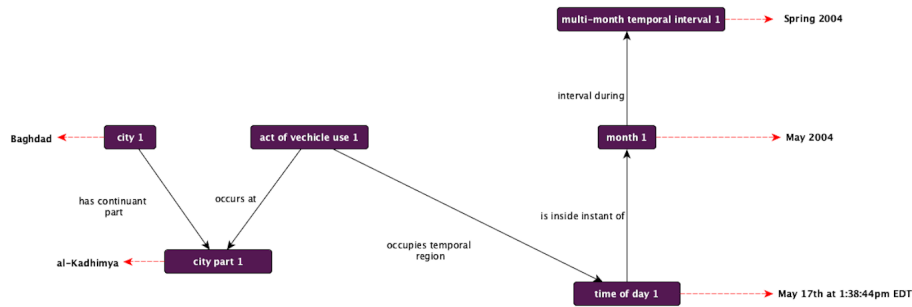 multi-month temporal interval 1
Spring 2004
interval during
Baghdad
city 1
act of vechicle use 1
month 1
May 2004
has continuant
part
occurs at
is inside instant of
occupies temporal
region
al-Kadhimya
city part 1
time of day 1
May 17th at 1:38:44pm EDT